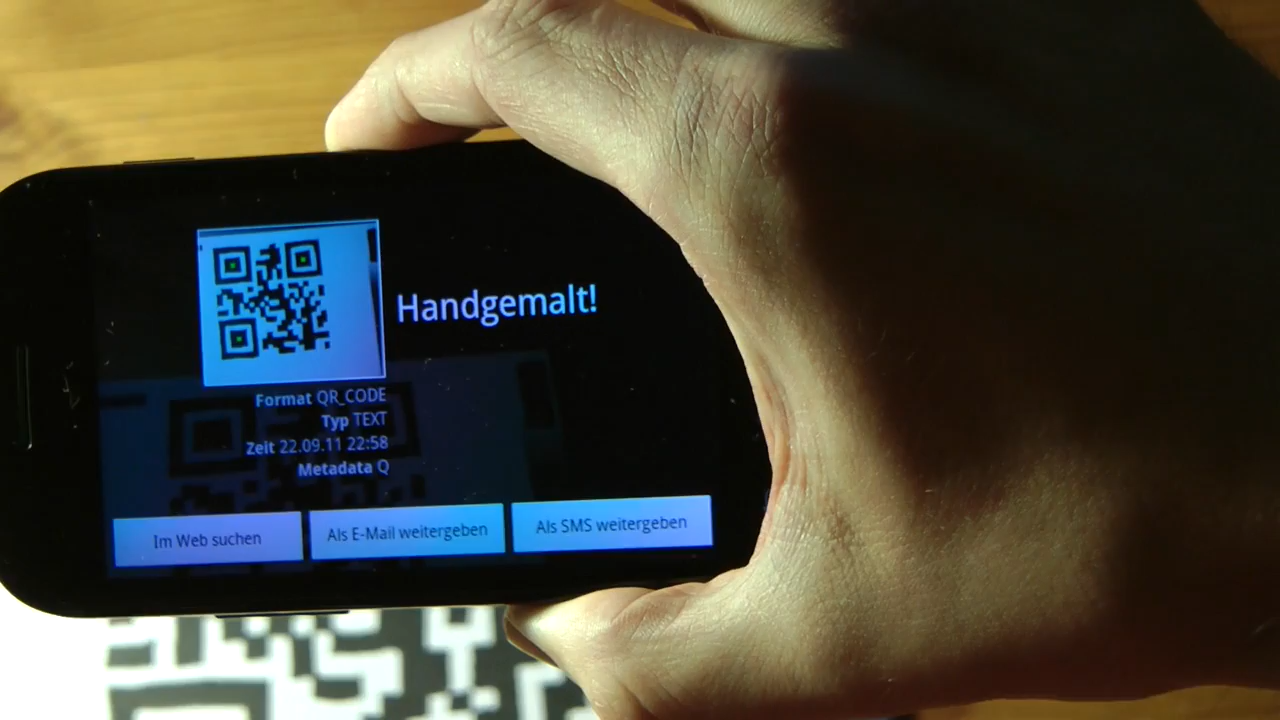 Handgemalt!
Format QR_CODE
Typ TEXT
Zeit 22.09.11 22:58
Metadata Q
Im Web suchen
Als E-Mail weitergeben
Als SMS weitergeben